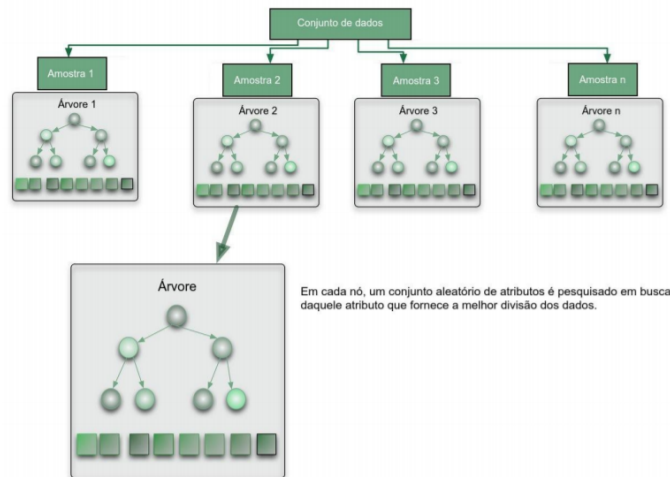 Conjunto de dados
Amostra 1
Amostra 2
Amostra 3
Amostra n
Árvore 1
Árvore 2
Árvore 3
Árvore n
Árvore
Em cada nó, um conjunto aleatório de atributos é pesquisado em busca
daquele atributo que fornece a melhor divisão dos dados.